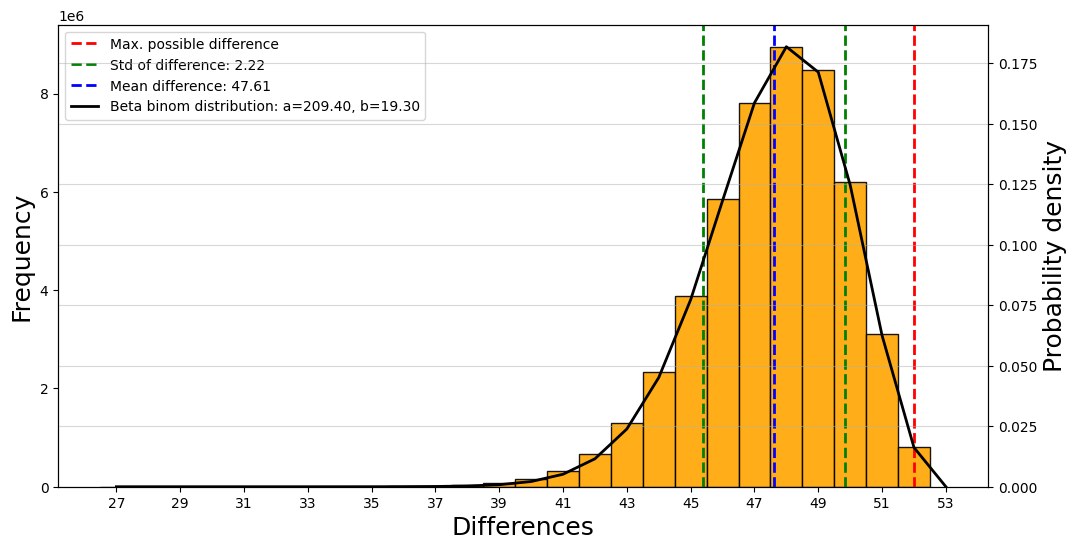 1e6
Max. possible difference
Std of difference: 2.22
Mean difference: 47.61
Beta binom distribution: a=209.40, b=19.30
Frequency
8
6
4
2
0
Probability density
0.175
0.150
0.125
0.100
0.075
0.050
0.025
0.000
27 29 31 33 35 37 39 41 43 45 47 49 51 53
Differences